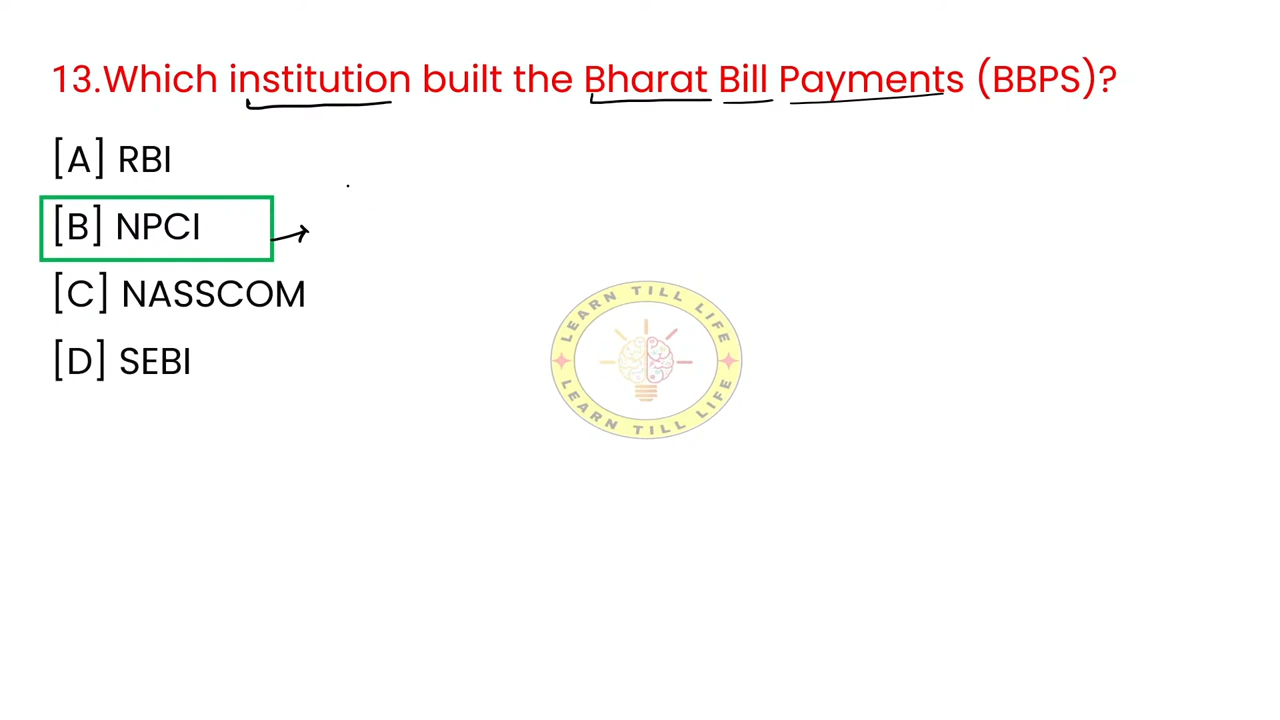 13.Which institution built the Bharat Bill Payments (BBPS)?
[A] RBI
[B] NPCI
[C] NASSCOM
[D] SEBI
LEARN TILL LIFE
LEARN TILL LIFE